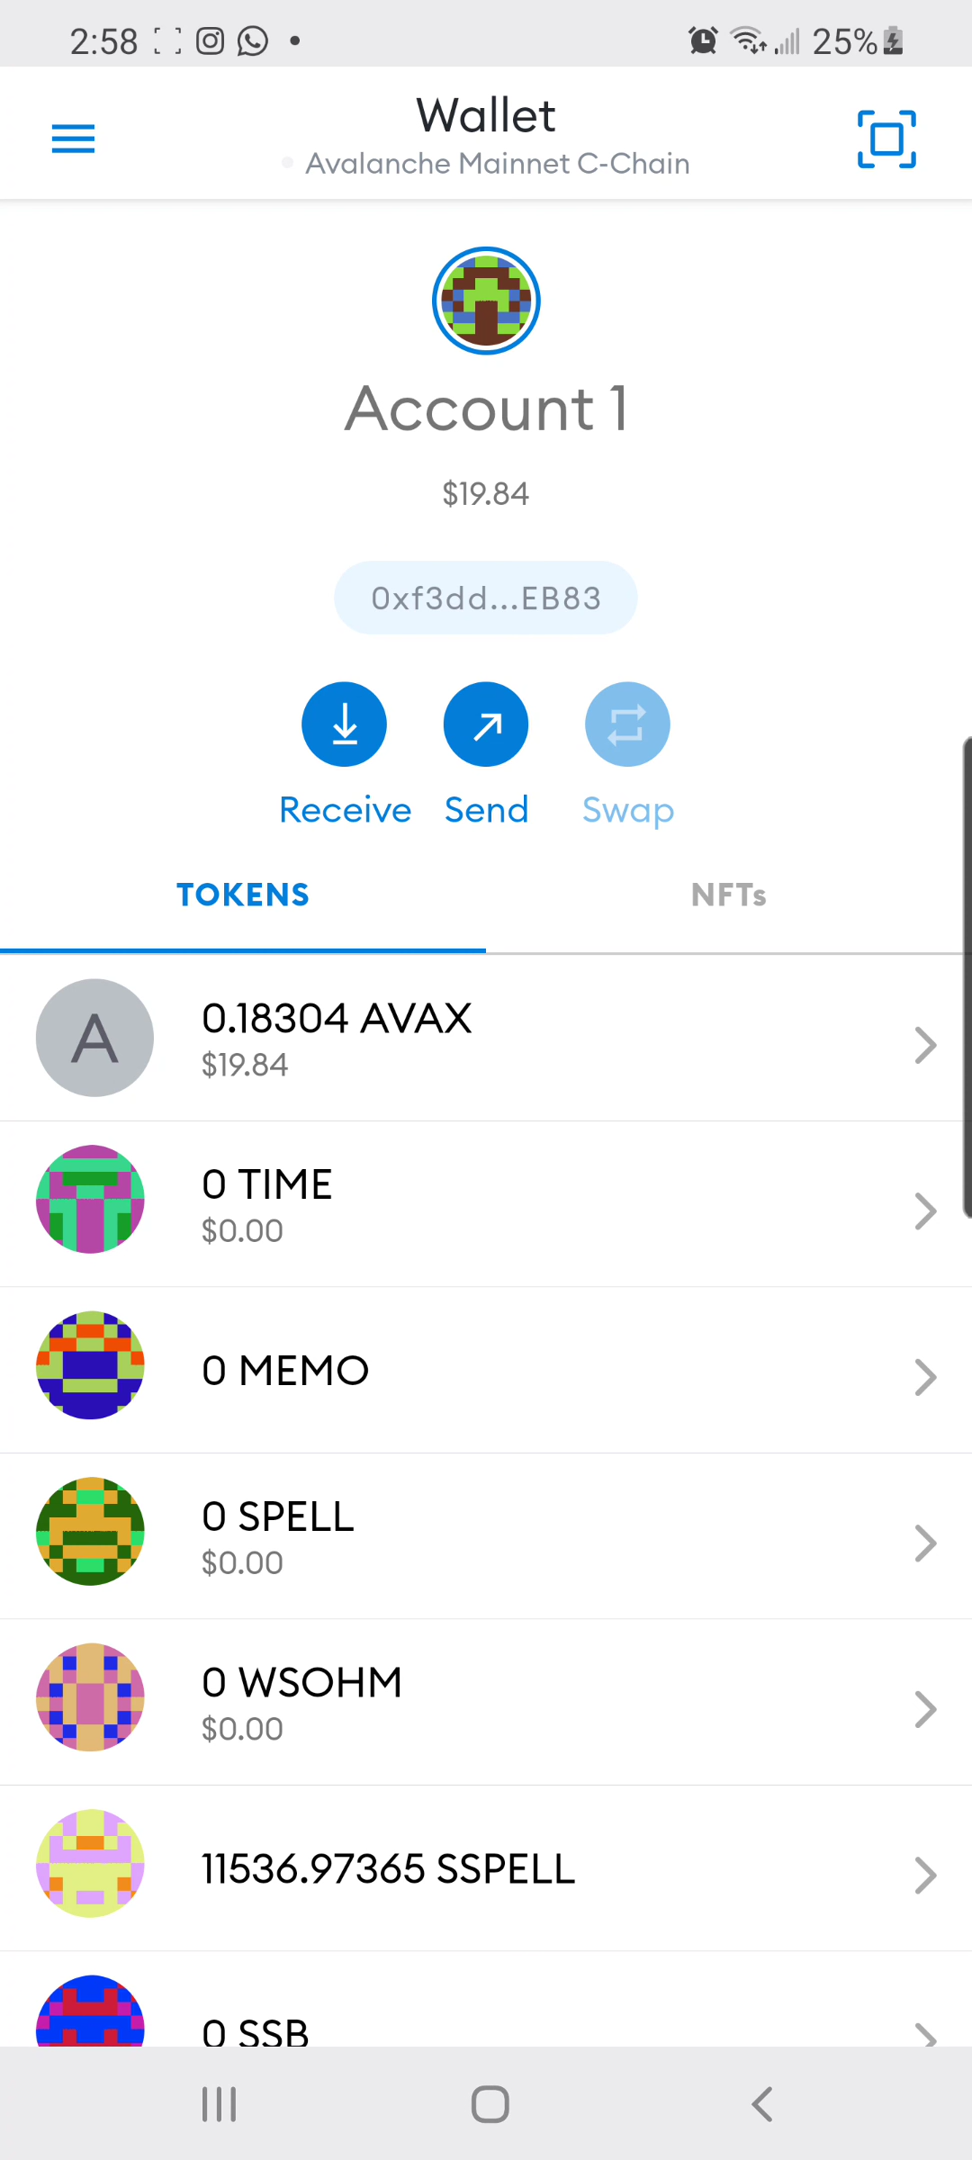 2:58
25%
Wallet
Avalanche Mainnet C-Chain
Account 1
$19.84
0xf3dd...EB83
Receive Send Swap
TOKENS NFTs
A
0.18304 AVAX
$19.84
0 TIME
$0.00
0 MEMO
0 SPELL
$0.00
0 WSOHM
$0.00
11536.97365 SSPELL
0 SSB